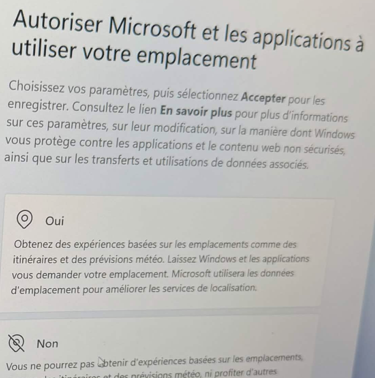 Autoriser Microsoft et les applications à
utiliser votre emplacement
Choisissez vos paramètres, puis sélectionnez Accepter pour les
enregistrer. Consultez le lien En savoir plus pour plus d'informations
sur ces paramètres, sur leur modification, sur la manière dont Windows
vous protège contre les applications et le contenu web non sécurisés,
ainsi que sur les transferts et utilisations de données associés.
Oui
Obtenez des expériences basées sur les emplacements comme des
itinéraires et des prévisions météo. Laissez Windows et les applications
vous demander votre emplacement. Microsoft utilisera les données
d'emplacement pour améliorer les services de localisation.
Non
Vous ne pourrez pas obtenir d'expériences basées sur les emplacements,
itinéraires et des prévisions météo, ni profiter d'autres